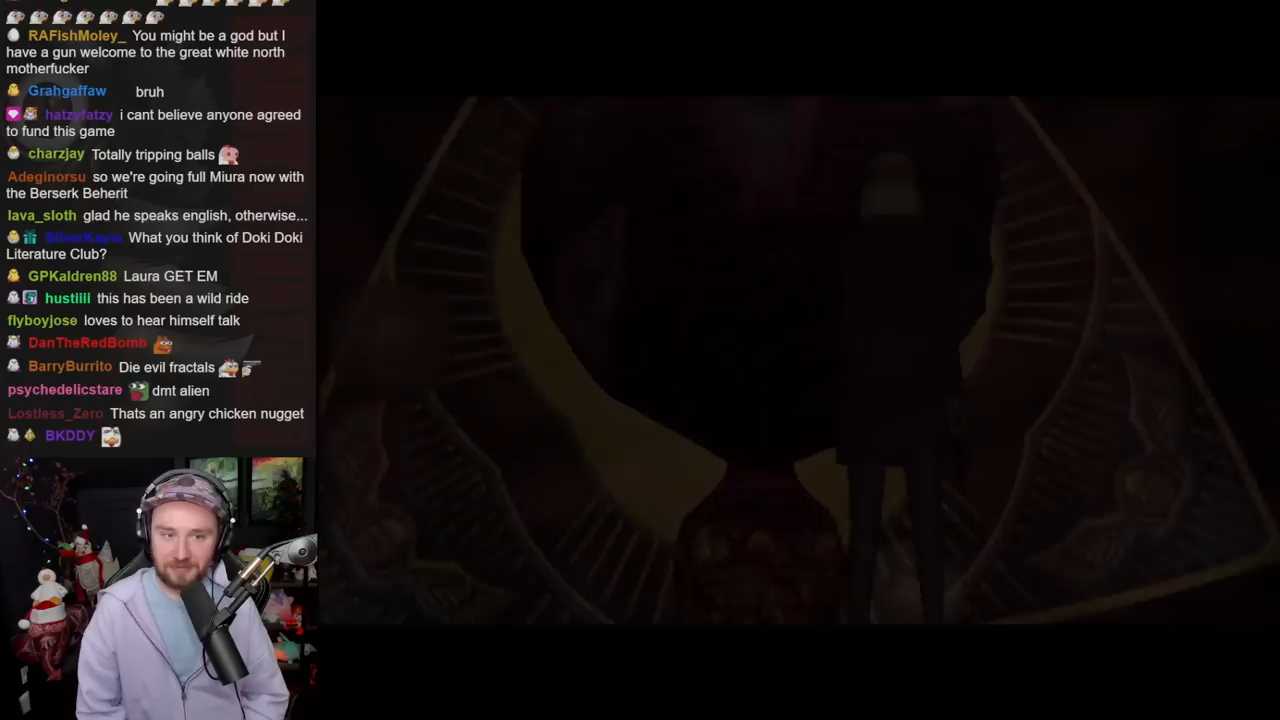 RAFishMoley_ You might be a god but I
have a gun welcome to the great white north
motherfucker
Grahgaffaw bruh
hatzyfatzy i cant believe anyone agreed
to fund this game
charzjay Totally tripping balls
Adeginorsu so we're going full Miura now with
the Berserk Beherit
lava_sloth glad he speaks english, otherwise...
SilverKayin What you think of Doki Doki
Literature Club?
GPKaldren88 Laura GET EM
hustiiii this has been a wild ride
flyboyjose loves to hear himself talk
DanTheRedBomb
BarryBurrito Die evil fractals
psychedelicstare dmt alien
Lostless_Zero Thats an angry chicken nugget
BKDDY